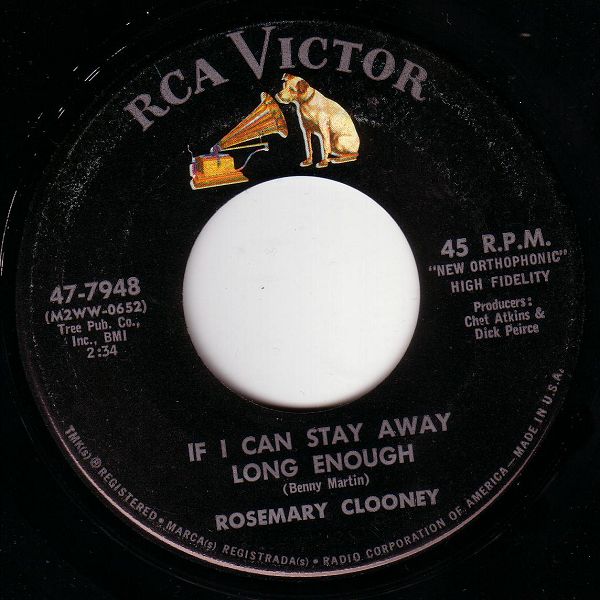 RCA VICTOR
47-7948
(M2WW-0652)
Tree Pub. Co.,
Inc., BMI
2:34
45 R.P.M.
"NEW ORTHOPHONIC"
HIGH FIDELITY
Producers:
Chet Atkins &
Dick Peirce
IF I CAN STAY AWAY
LONG ENOUGH
(Benny Martin)
ROSEMARY CLOONEY
TMK(s) ® REGISTERED • MARCA(s) REGISTRADA(s) • RADIO CORPORATION OF AMERICA—MADE IN U.S.A.